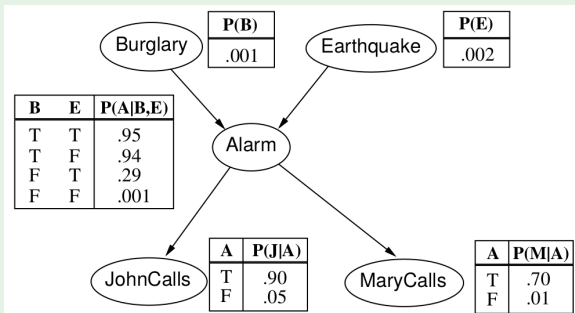 Burglary
P(B)
.001
Earthquake
P(E)
.002
B E P(A|B,E)
T T .95
T F .94
F T .29
F F .001
Alarm
JohnCalls
A P(J|A)
T .90
F .05
MaryCalls
A P(M|A)
T .70
F .01